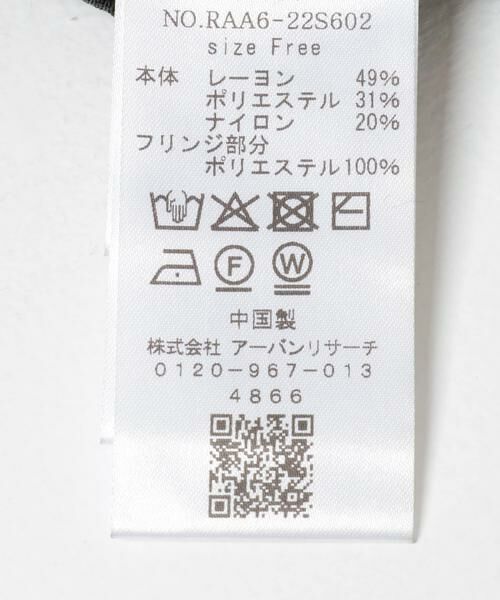 NO.RAA6-22S602
size Free
本体 レーヨン 49%
ポリエステル 31%
ナイロン 20%
フリンジ部分
ポリエステル100%
F W
中国製
株式会社 アーバンリサーチ
0120-967-013
4866